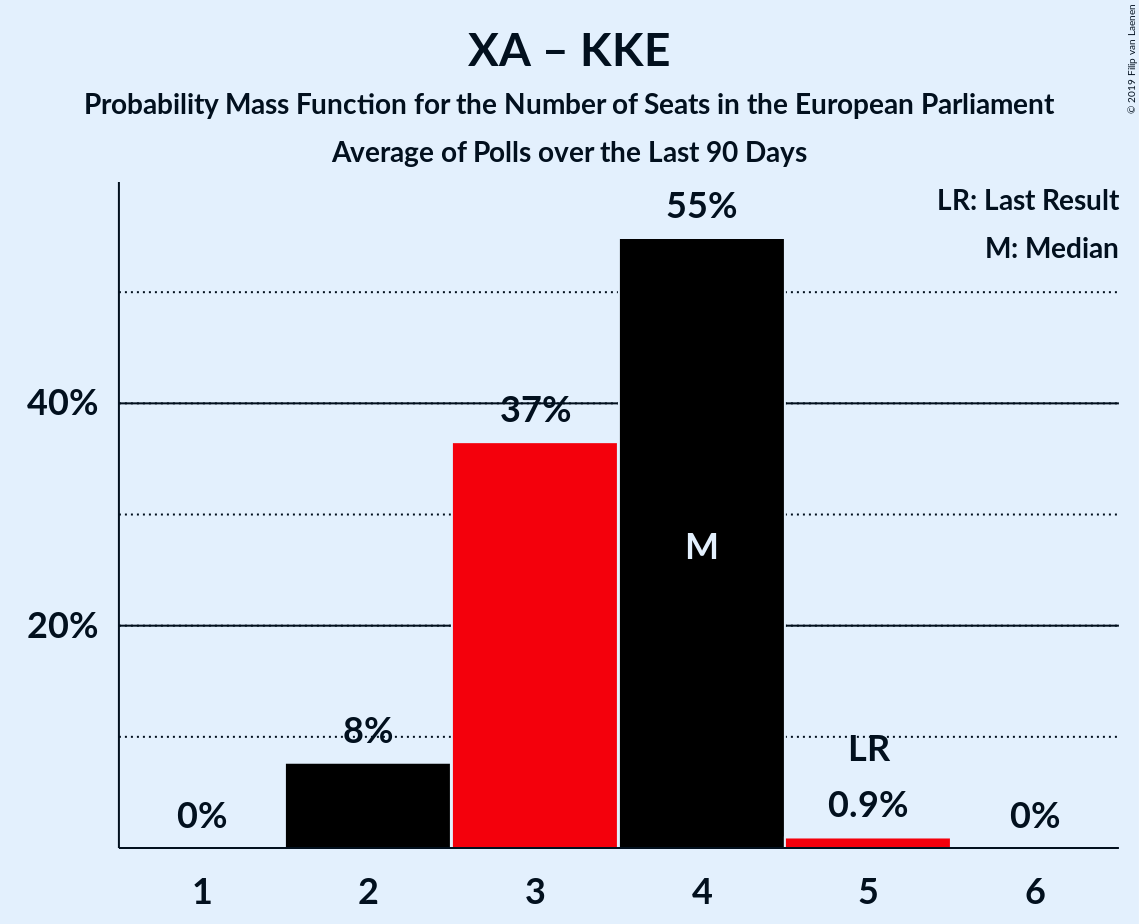 XA – KKE
Probability Mass Function for the Number of Seats in the European Parliament
Average of Polls over the Last 90 Days
© 2019 Filip van Laenen
LR: Last Result
M: Median
55%
40%
37%
M
20%
8%
LR
0%
0.9%
0%
1 2 3 4 5 6